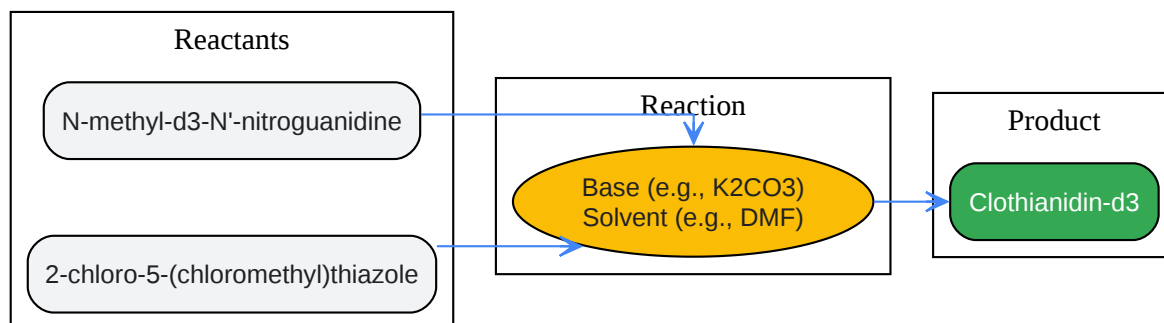 Reactants
N-methyl-d3-N'-nitroguanidine
2-chloro-5-(chloromethyl)thiazole
Reaction
Base (e.g., K2CO3)
Solvent (e.g., DMF)
Product
Clothianidin-d3